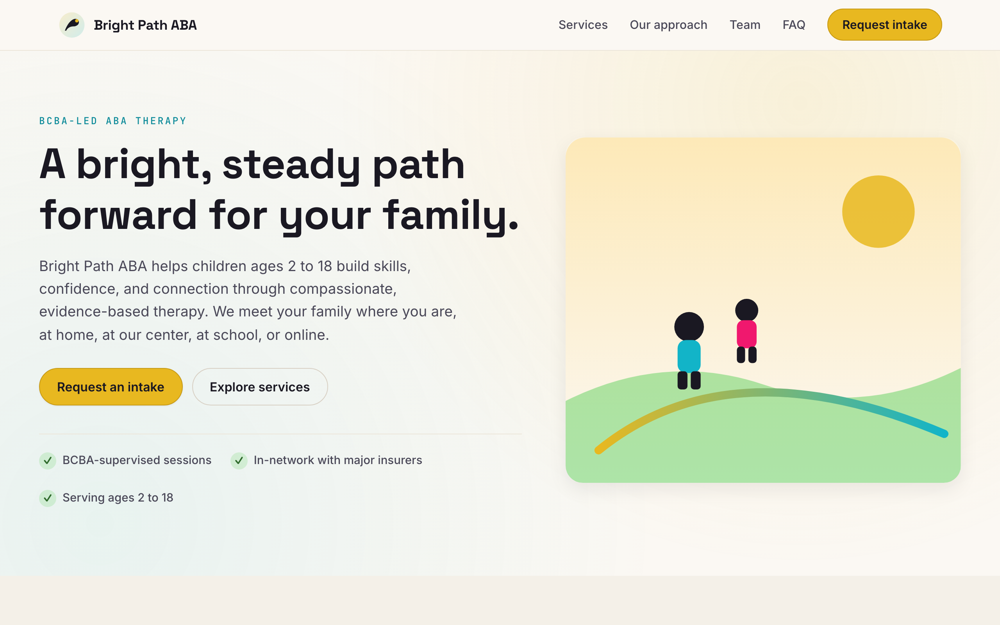 Bright Path ABA
Services
Our approach
Team
FAQ
Request intake
BCBA-LED ABA THERAPY
A bright, steady path
forward for your family.
Bright Path ABA helps children ages 2 to 18 build skills,
confidence, and connection through compassionate,
evidence-based therapy. We meet your family where you are,
at home, at our center, at school, or online.
Request an intake
Explore services
BCBA-supervised sessions
In-network with major insurers
Serving ages 2 to 18